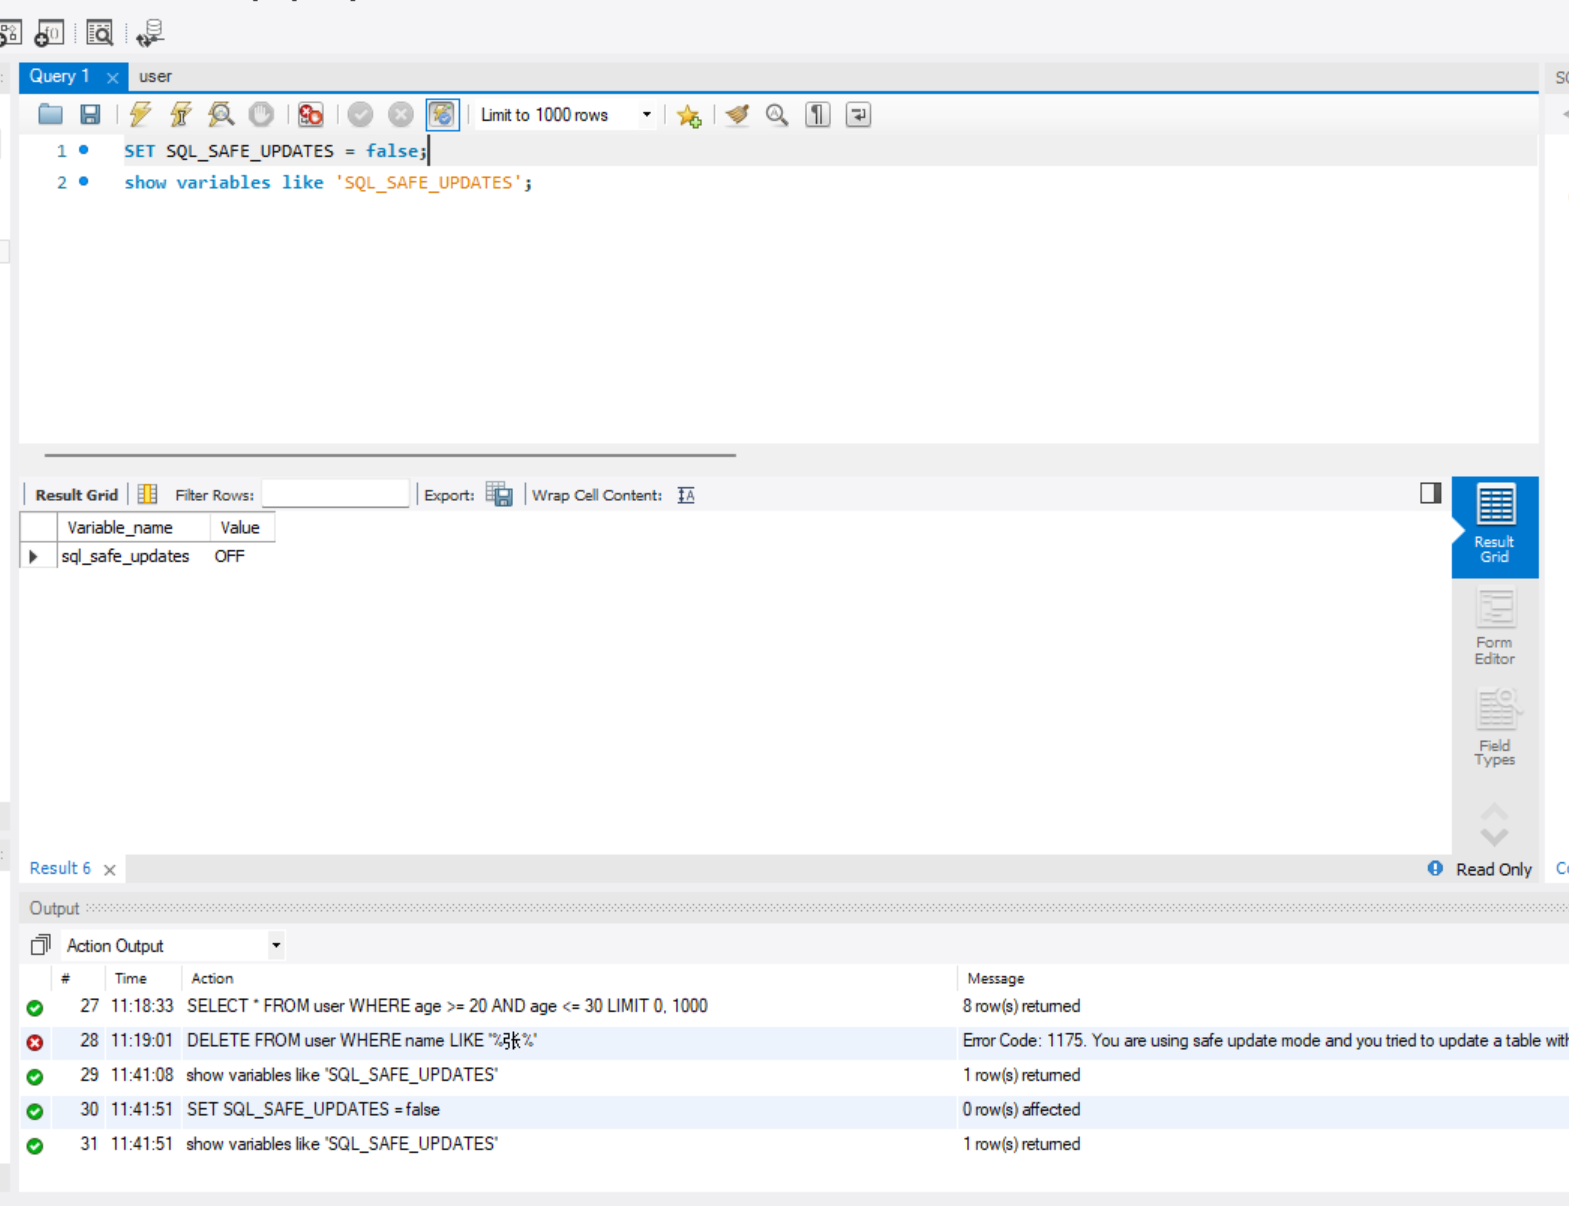 Query 1 user
Limit to 1000 rows
1 SET SQL_SAFE_UPDATES = false;
2 show variables like 'SQL_SAFE_UPDATES';
Result Grid Filter Rows: Export: Wrap Cell Content:
Variable_name Value
sql_safe_updates OFF
Result Grid
Form Editor
Field Types
Result 6 Read Only
Output
Action Output
# Time Action Message
27 11:18:33 SELECT * FROM user WHERE age >= 20 AND age <= 30 LIMIT 0, 1000 8 row(s) returned
28 11:19:01 DELETE FROM user WHERE name LIKE '%张%' Error Code: 1175. You are using safe update mode and you tried to update a table with
29 11:41:08 show variables like 'SQL_SAFE_UPDATES' 1 row(s) returned
30 11:41:51 SET SQL_SAFE_UPDATES = false 0 row(s) affected
31 11:41:51 show variables like 'SQL_SAFE_UPDATES' 1 row(s) returned